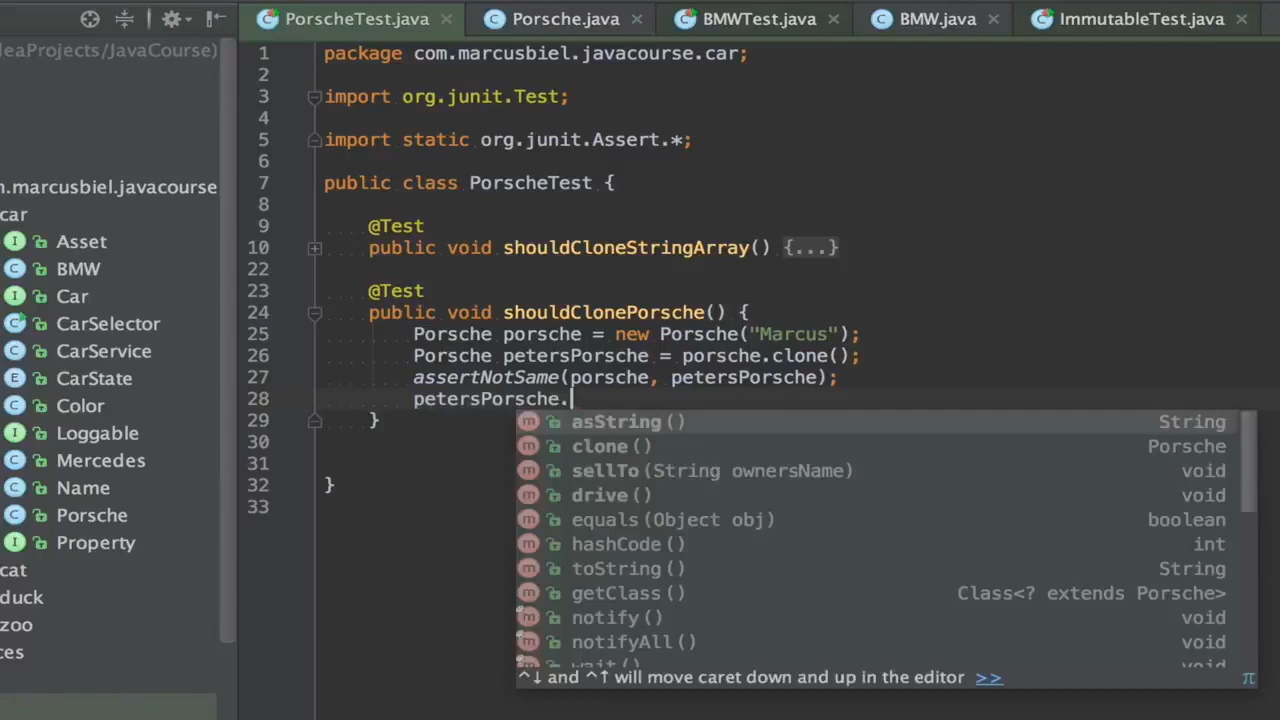 PorscheTest.java Porsche.java BMWTest.java BMW.java ImmutableTest.java
eaProjects/JavaCourse)
m.marcusbiel.javacourse
car
Asset
BMW
Car
CarSelector
CarService
CarState
Color
Loggable
Mercedes
Name
Porsche
Property
cat
duck
zoo
ces
1 package com.marcusbiel.javacourse.car;
2
3 import org.junit.Test;
4
5 import static org.junit.Assert.*;
6
7 public class PorscheTest {
8
9 @Test
10 public void shouldCloneStringArray() {...}
22
23 @Test
24 public void shouldClonePorsche() {
25 Porsche porsche = new Porsche("Marcus");
26 Porsche petersPorsche = porsche.clone();
27 assertNotSame(porsche, petersPorsche);
28 petersPorsche.
29 }
30
31
32 }
33
asString() String
clone() Porsche
sellTo(String ownersName) void
drive() void
equals(Object obj) boolean
hashCode() int
toString() String
getClass() Class<? extends Porsche>
notify() void
notifyAll() void
wait() void
^↓ and ^↑ will move caret down and up in the editor >> π